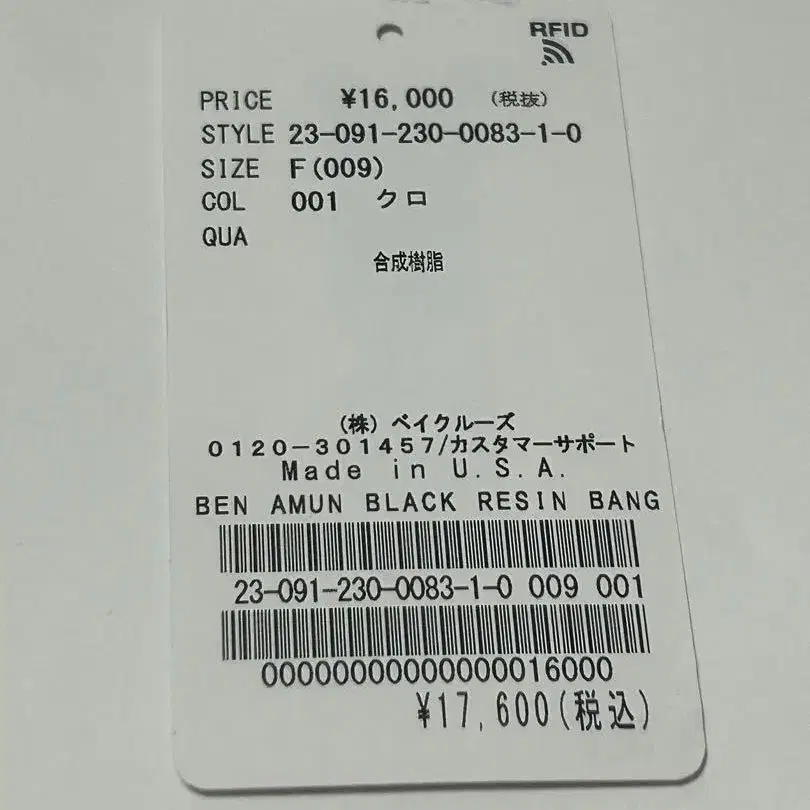 RFID
PRICE ¥16,000 (税抜)
STYLE 23-091-230-0083-1-0
SIZE F(009)
COL 001 クロ
QUA
合成樹脂
(株) ベイクルーズ
0120-301457/カスタマーサポート
Made in U.S.A.
BEN AMUN BLACK RESIN BANG
23-091-230-0083-1-0 009 001
00000000000000016000
¥17,600(税込)